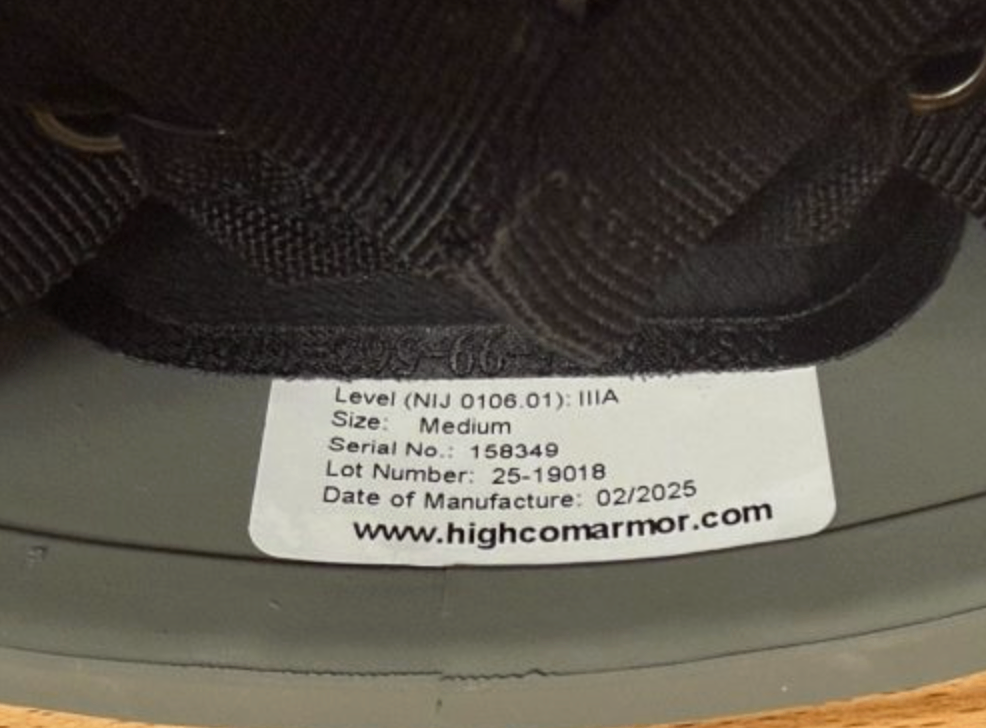 Level (NIJ 0106.01): IIIA
Size: Medium
Serial No.: 158349
Lot Number: 25-19018
Date of Manufacture: 02/2025
www.highcomarmor.com